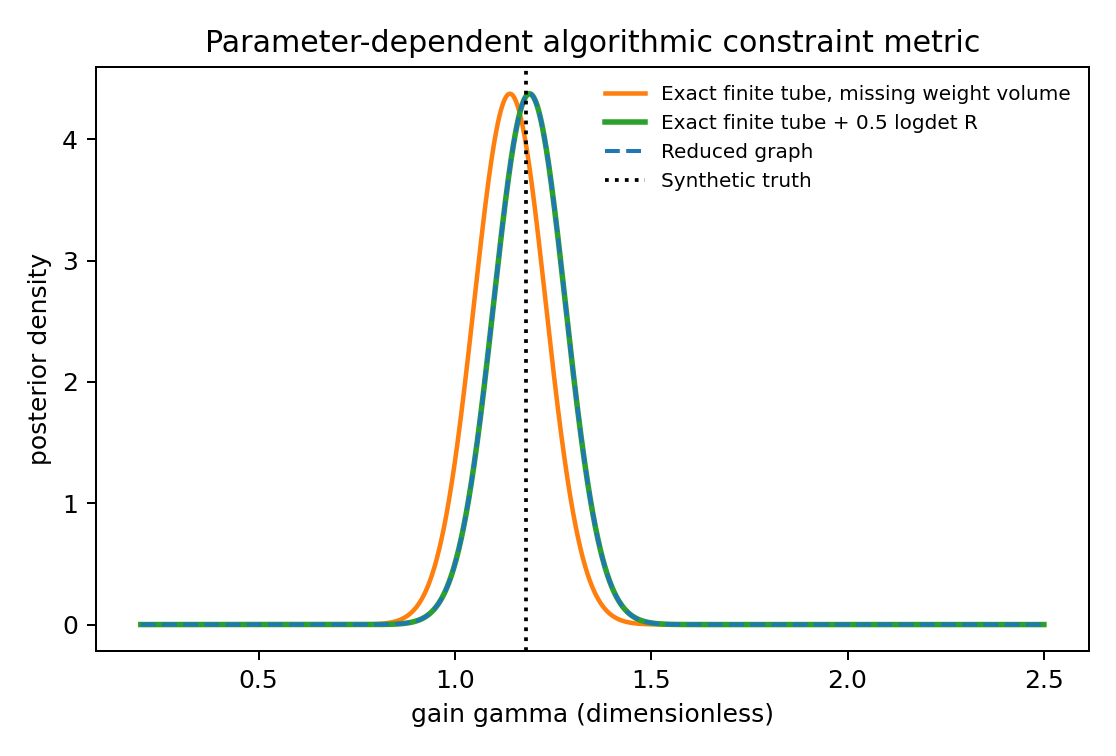 Parameter-dependent algorithmic constraint metric
Exact finite tube, missing weight volume
Exact finite tube + 0.5 logdet R
Reduced graph
Synthetic truth
posterior density
4
3
2
1
0
0.5
1.0
1.5
2.0
2.5
gain gamma (dimensionless)